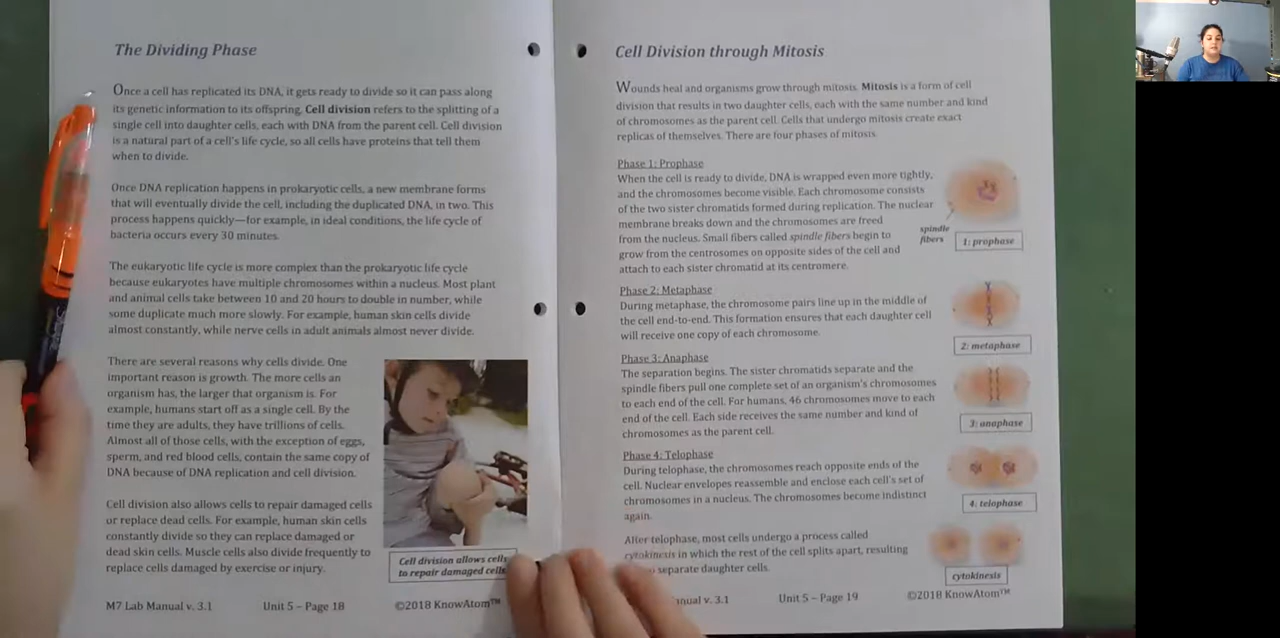 The Dividing Phase
Once a cell has replicated its DNA, it gets ready to divide so it can pass along
its genetic information to its offspring. Cell division refers to the splitting of a
single cell into daughter cells, each with DNA from the parent cell. Cell division
is a natural part of a cell's life cycle, so all cells have proteins that tell them
when to divide.
Once DNA replication happens in prokaryotic cells, a new membrane forms
that will eventually divide the cell, including the duplicated DNA, in two. This
process happens quickly—for example, in ideal conditions, the life cycle of
bacteria occurs every 30 minutes.
The eukaryotic life cycle is more complex than the prokaryotic life cycle
because eukaryotes have multiple chromosomes within a nucleus. Most plant
and animal cells take between 10 and 20 hours to double in number, while
some duplicate much more slowly. For example, human skin cells divide
almost constantly, while nerve cells in adult animals almost never divide.
There are several reasons why cells divide. One
important reason is growth. The more cells an
organism has, the larger that organism is. For
example, humans start off as a single cell. By the
time they are adults, they have trillions of cells.
Almost all of those cells, with the exception of eggs,
sperm, and red blood cells, contain the same copy of
DNA because of DNA replication and cell division.
Cell division also allows cells to repair damaged cells
or replace dead cells. For example, human skin cells
constantly divide so they can replace damaged or
dead skin cells. Muscle cells also divide frequently to
replace cells damaged by exercise or injury.
Cell division allows cells
to repair damaged cells
M7 Lab Manual v. 3.1 Unit 5 – Page 18 ©2018 KnowAtom™
Cell Division through Mitosis
Wounds heal and organisms grow through mitosis. Mitosis is a form of cell
division that results in two daughter cells, each with the same number and kind
of chromosomes as the parent cell. Cells that undergo mitosis create exact
replicas of themselves. There are four phases of mitosis.
Phase 1: Prophase
When the cell is ready to divide, DNA is wrapped even more tightly,
and the chromosomes become visible. Each chromosome consists
of the two sister chromatids formed during replication. The nuclear
membrane breaks down and the chromosomes are freed
from the nucleus. Small fibers called spindle fibers begin to
grow from the centrosomes on opposite sides of the cell and
attach to each sister chromatid at its centromere.
spindle
fibers
1: prophase
Phase 2: Metaphase
During metaphase, the chromosome pairs line up in the middle of
the cell end-to-end. This formation ensures that each daughter cell
will receive one copy of each chromosome.
2: metaphase
Phase 3: Anaphase
The separation begins. The sister chromatids separate and the
spindle fibers pull one complete set of an organism's chromosomes
to each end of the cell. For humans, 46 chromosomes move to each
end of the cell. Each side receives the same number and kind of
chromosomes as the parent cell.
3: anaphase
Phase 4: Telophase
During telophase, the chromosomes reach opposite ends of the
cell. Nuclear envelopes reassemble and enclose each cell's set of
chromosomes in a nucleus. The chromosomes become indistinct
again.
4: telophase
After telophase, most cells undergo a process called
cytokinesis in which the rest of the cell splits apart, resulting
separate daughter cells.
cytokinesis
v. 3.1 Unit 5 – Page 19 ©2018 KnowAtom™